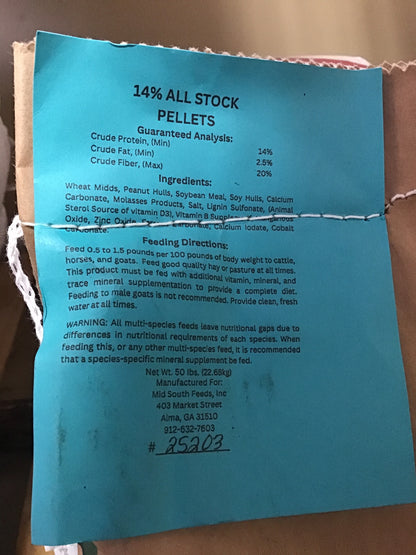 14% ALL STOCK
PELLETS
Guaranteed Analysis:
Crude Protein, (Min) 14%
Crude Fat, (Min) 2.5%
Crude Fiber, (Max) 20%
Ingredients:
Wheat Midds, Peanut Hulls, Soybean Meal, Soy Hulls, Calcium
Carbonate, Molasses Products, Salt, Lignin Sulfonate, (Animal
Sterol Source of vitamin D3), Vitamin B
Oxide, Zinc Oxide, Calcium Iodate, Cobalt
Carbonate.
Feeding Directions:
Feed 0.5 to 1.5 pounds per 100 pounds of body weight to cattle,
horses, and goats. Feed good quality hay or pasture at all times.
This product must be fed with additional vitamin, mineral, and
trace mineral supplementation to provide a complete diet.
Feeding to male goats is not recommended. Provide clean, fresh
water at all times.
WARNING: All multi-species feeds leave nutritional gaps due to
differences in nutritional requirements of each species. When
feeding this, or any other multi-species feed, it is recommended
that a species-specific mineral supplement be fed.
Net Wt. 50 lbs. (22.68kg)
Manufactured For:
Mid South Feeds, Inc
403 Market Street
Alma, GA 31510
912-632-7603
# 25203